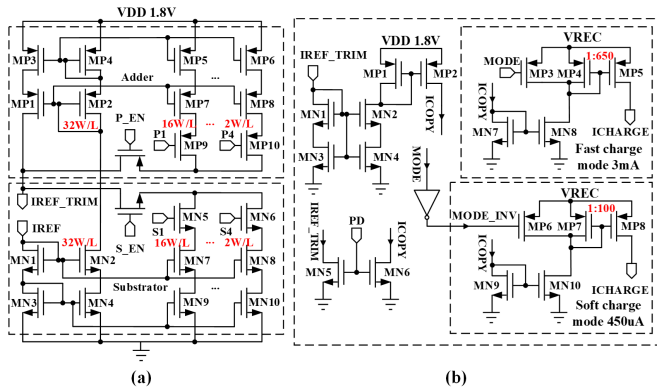 VDD 1.8V
MP3 MP4 MP5 MP6
Adder ...
MP1 MP2 MP7 MP8
P_EN 32W/L P1 16W/L ... P4 2W/L
MP9 MP10
IREF_TRIM
IREF
S_EN
S1 MN5 S4 MN6
32W/L 16W/L ... 2W/L
MN1 MN2 MN7 MN8
Substrator ...
MN3 MN4 MN9 MN10
(a)
IREF_TRIM
VDD 1.8V
MP1 MP2
MN1 MN2
ICOPY
MN3 MN4
MODE
IREF_TRIM
PD
ICOPY
MN5 MN6
MODE_INV
VREC
MODE 1:650
MP3 MP4 MP5
ICOPY
MN7 MN8
ICHARGE
Fast charge
mode 3mA
VREC
1:100
MP6 MP7 MP8
ICOPY
MN9 MN10
ICHARGE
Soft charge
mode 450uA
(b)